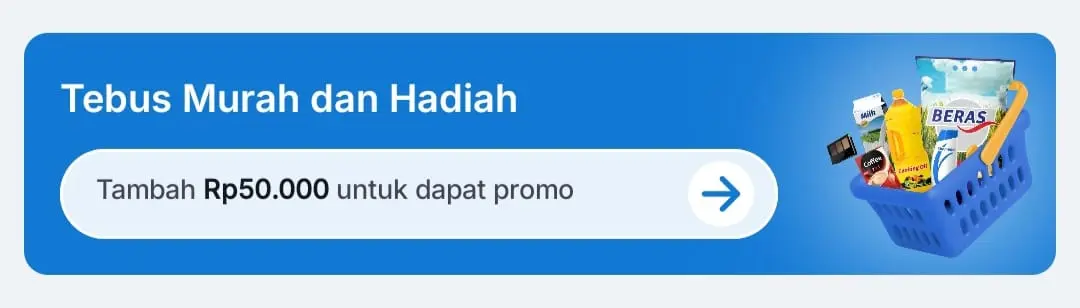 Tebus Murah dan Hadiah
Tambah Rp50.000 untuk dapat promo
BERAS
Milk
Coffee
Cooking Oil